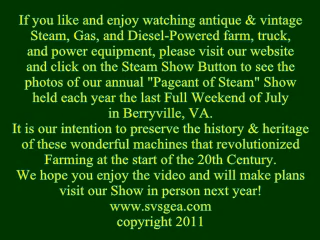 If you like and enjoy watching antique & vintage
Steam, Gas, and Diesel-Powered farm, truck,
and power equipment, please visit our website
and click on the Steam Show Button to see the
photos of our annual "Pageant of Steam" Show
held each year the last Full Weekend of July
in Berryville, VA.
It is our intention to preserve the history & heritage
of these wonderful machines that revolutionized
Farming at the start of the 20th Century.
We hope you enjoy the video and will make plans
visit our Show in person next year!
www.svsgea.com
copyright 2011